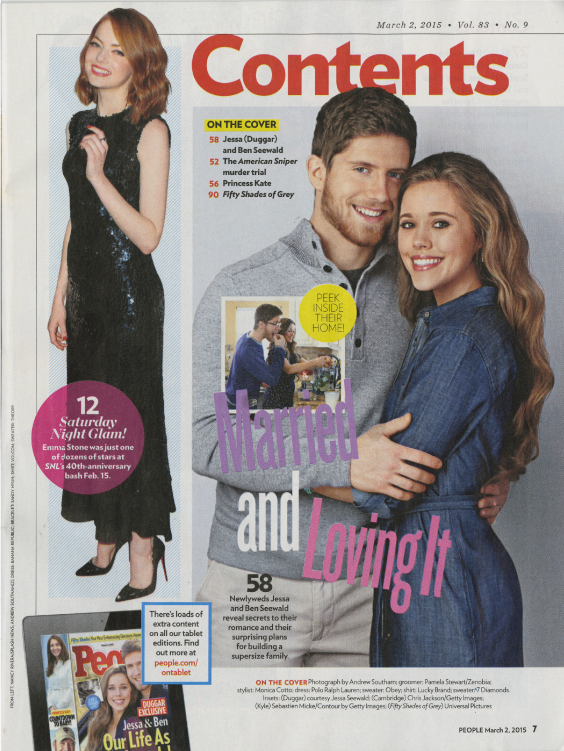 March 2, 2015 • Vol. 83 • No. 9
Contents
ON THE COVER
58 Jessa (Duggar)
and Ben Seewald
52 The American Sniper
murder trial
56 Princess Kate
90 Fifty Shades of Grey
PEEK
INSIDE
THEIR
HOME!
12
Saturday
Night Glam!
Emma Stone was just one
of dozens of stars at
SNL's 40th-anniversary
bash Feb. 15.
Married
and
Loving It
58
Newlyweds Jessa
and Ben Seewald
reveal secrets to their
romance and their
surprising plans
for building a
supersize family
There's loads of
extra content
on all our tablet
editions. Find
out more at
people.com/
ontablet
Peo
DUGGAR
EXCLUSIVE
Jessa & Ben
Our Life As
ON THE COVER Photograph by Andrew Southam; groomer: Pamela Stewart/Zenobia;
stylist: Monica Cotto; dress: Polo Ralph Lauren; sweater: Obey; shirt: Lucky Brand; sweater: 7 Diamonds.
Insets: (Duggar) courtesy Jessa Seewald; (Cambridge) Chris Jackson/Getty Images;
(Kyle) Sebastien Micke/Contour by Getty Images; (Fifty Shades of Grey) Universal Pictures
PEOPLE March 2, 2015 7